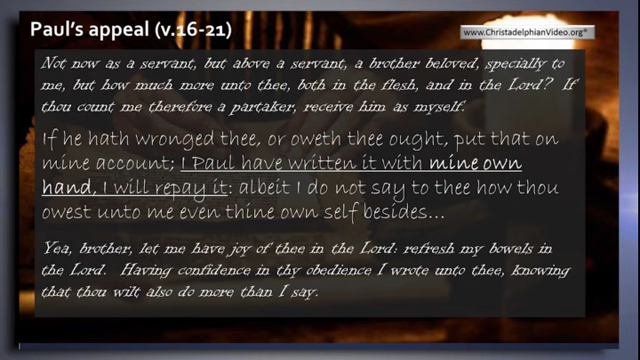 Paul's appeal (v.16-21)
www.ChristadelphianVideo.org®
Not now as a servant, but above a servant, a brother beloved, specially to
me, but how much more unto thee, both in the flesh, and in the Lord? If
thou count me therefore a partaker, receive him as myself.
If he hath wronged thee, or oweth thee ought, put that on
mine account; I Paul have written it with mine own
hand, I will repay it: albeit I do not say to thee how thou
owest unto me even thine own self besides...
Yea, brother, let me have joy of thee in the Lord: refresh my bowels in
the Lord. Having confidence in thy obedience I wrote unto thee, knowing
that thou wilt also do more than I say.